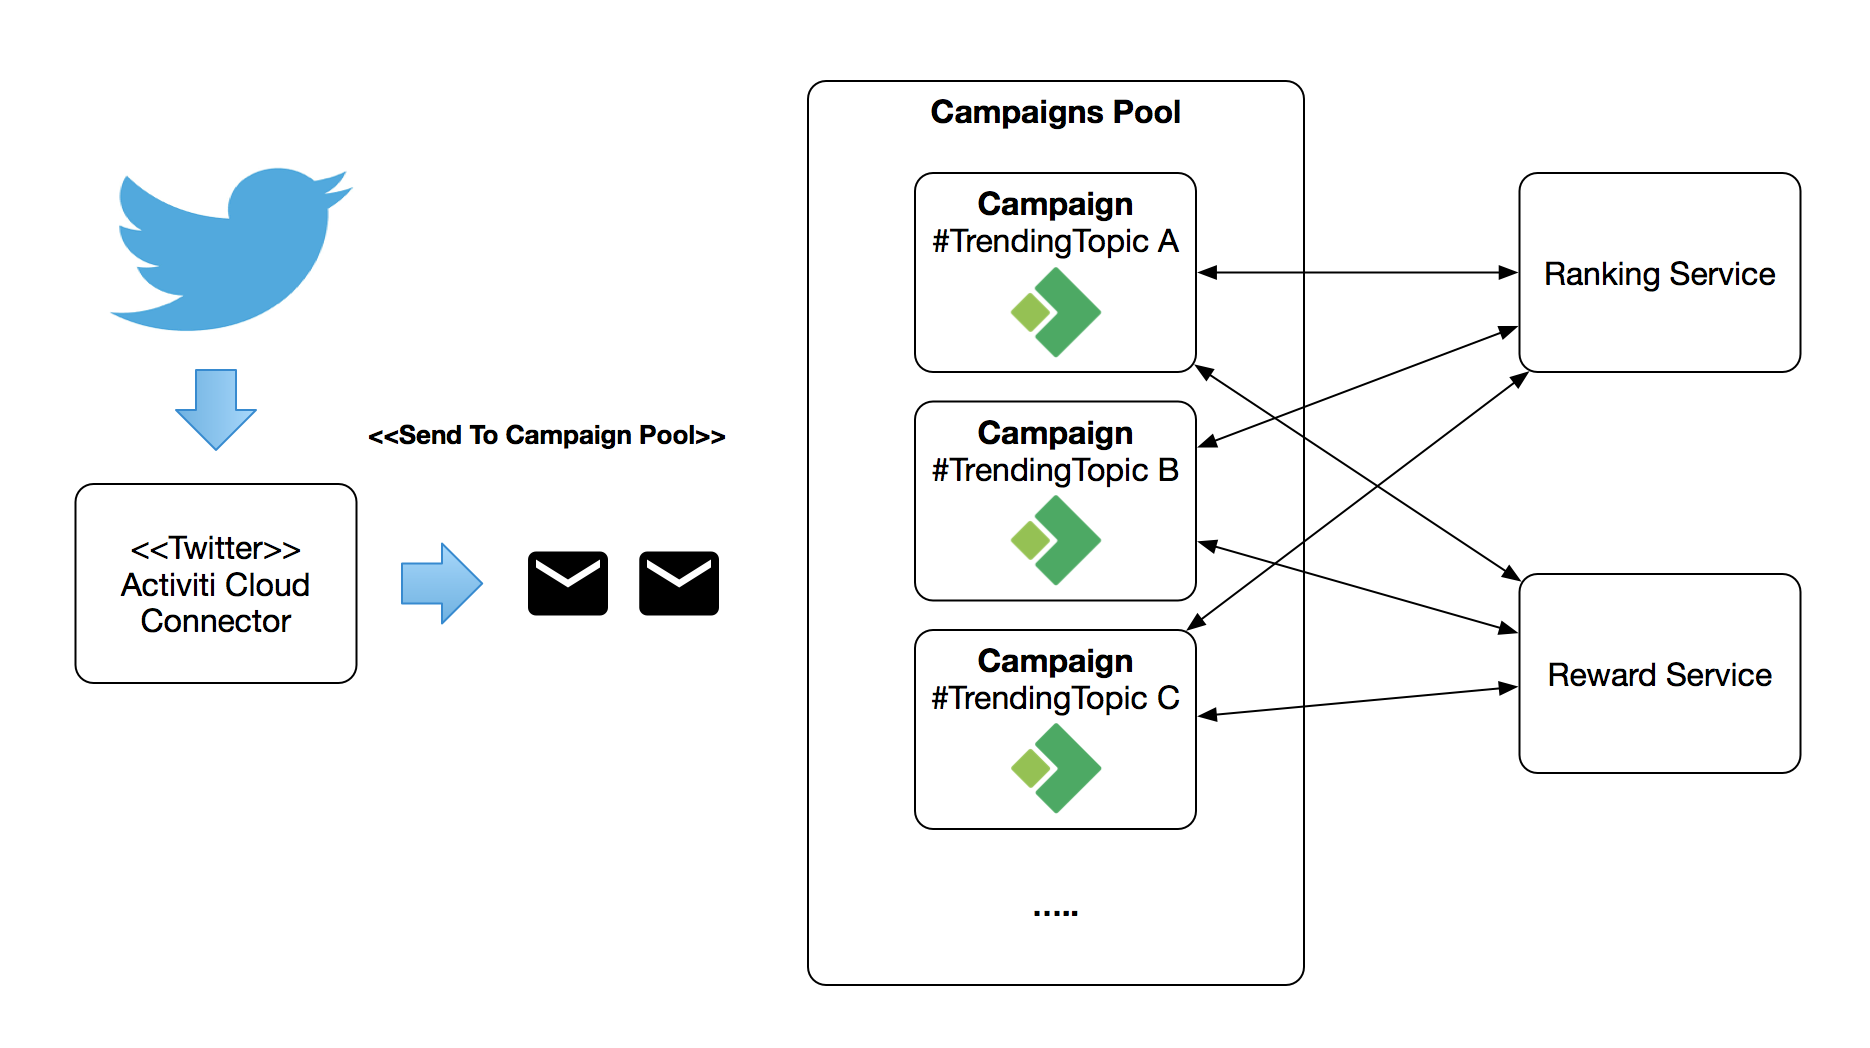 Campaigns Pool
Campaign
#TrendingTopic A
Ranking Service
<<Send To Campaign Pool>>
Campaign
#TrendingTopic B
<<Twitter>>
Activiti Cloud
Connector
Campaign
#TrendingTopic C
Reward Service
.....